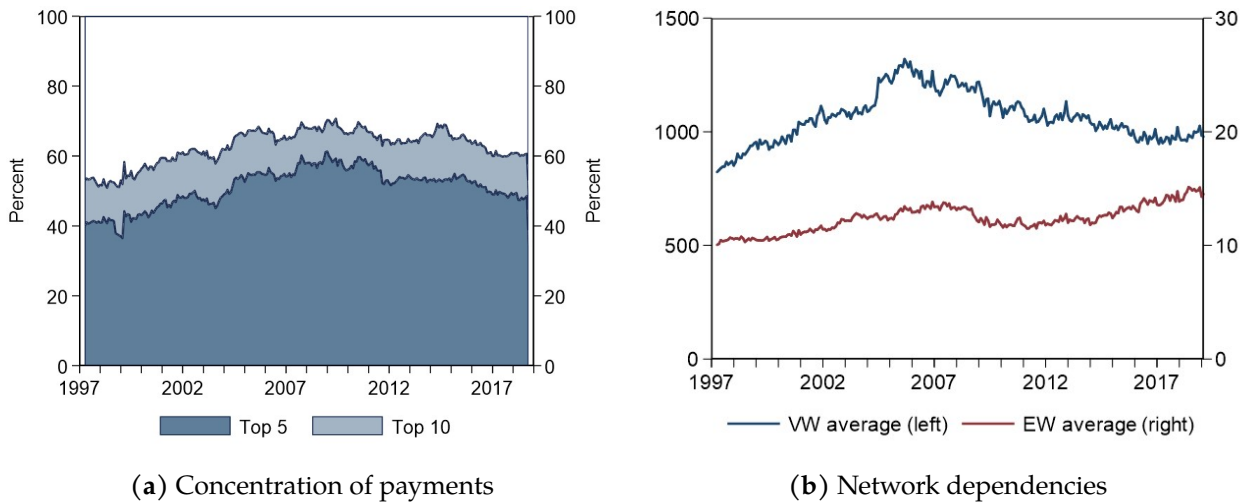 100
80
60
40
20
0
Percent
100
80
60
40
20
0
Percent
1997 2002 2007 2012 2017
Top 5 Top 10
(a) Concentration of payments
1500
1000
500
0
30
20
10
0
1997 2002 2007 2012 2017
VW average (left) EW average (right)
(b) Network dependencies